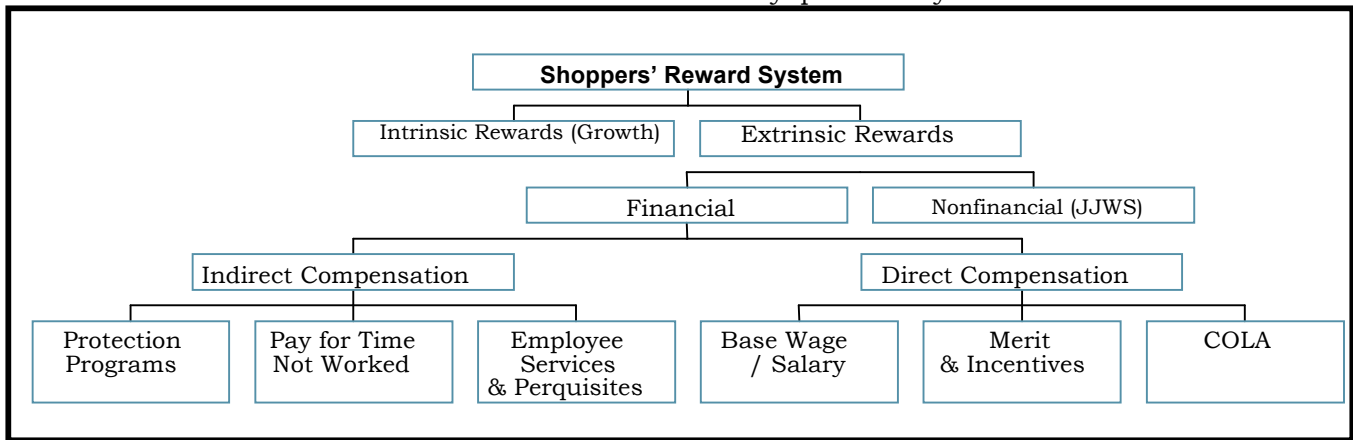 Shoppers' Reward System
Intrinsic Rewards (Growth)
Extrinsic Rewards
Financial
Nonfinancial (JJWS)
Indirect Compensation
Direct Compensation
Protection
Programs
Pay for Time
Not Worked
Employee
Services
& Perquisites
Base Wage
/ Salary
Merit
& Incentives
COLA